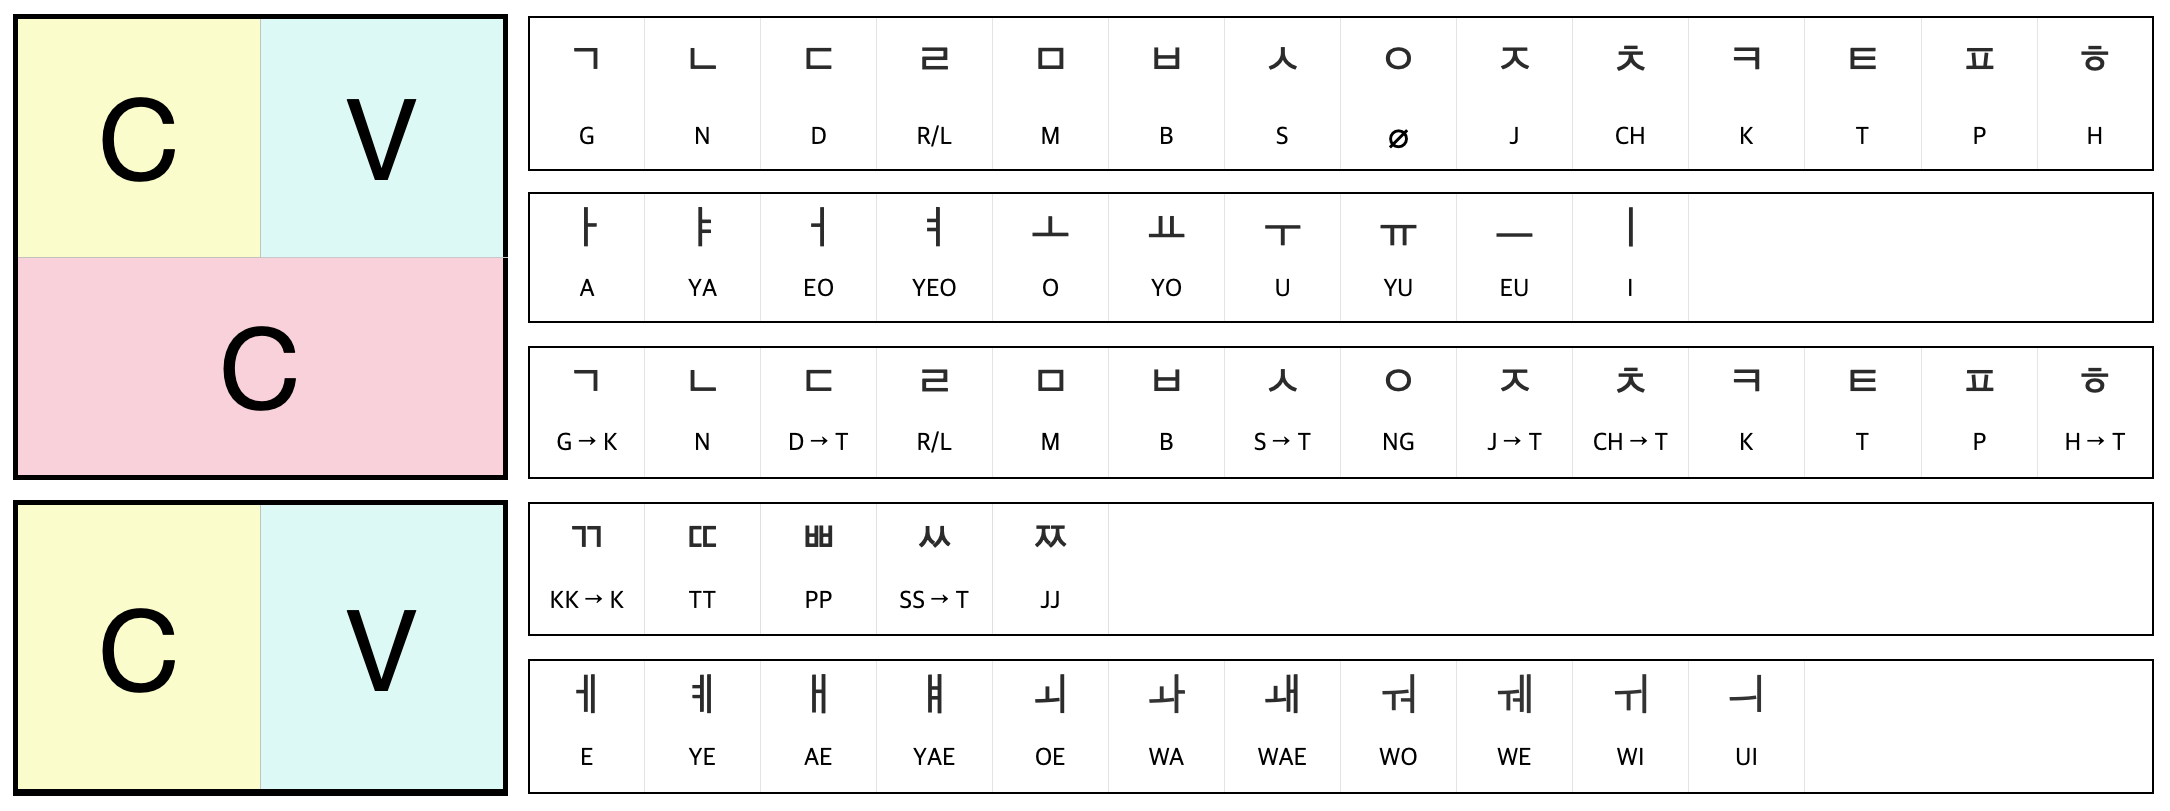 C V
C
C V
ㄱ ㄴ ㄷ ㄹ ㅁ ㅂ ㅅ ㅇ ㅈ ㅊ ㅋ ㅌ ㅍ ㅎ
G N D R/L M B S ∅ J CH K T P H
ㅏ ㅑ ㅓ ㅕ ㅗ ㅛ ㅜ ㅠ ㅡ ㅣ
A YA EO YEO O YO U YU EU I
ㄱ ㄴ ㄷ ㄹ ㅁ ㅂ ㅅ ㅇ ㅈ ㅊ ㅋ ㅌ ㅍ ㅎ
G → K N D → T R/L M B S → T NG J → T CH → T K T P H → T
ㄲ ㄸ ㅃ ㅆ ㅉ
KK → K TT PP SS → T JJ
ㅔ ㅖ ㅐ ㅒ ㅚ ㅘ ㅙ ㅝ ㅞ ㅟ ㅢ
E YE AE YAE OE WA WAE WO WE WI UI